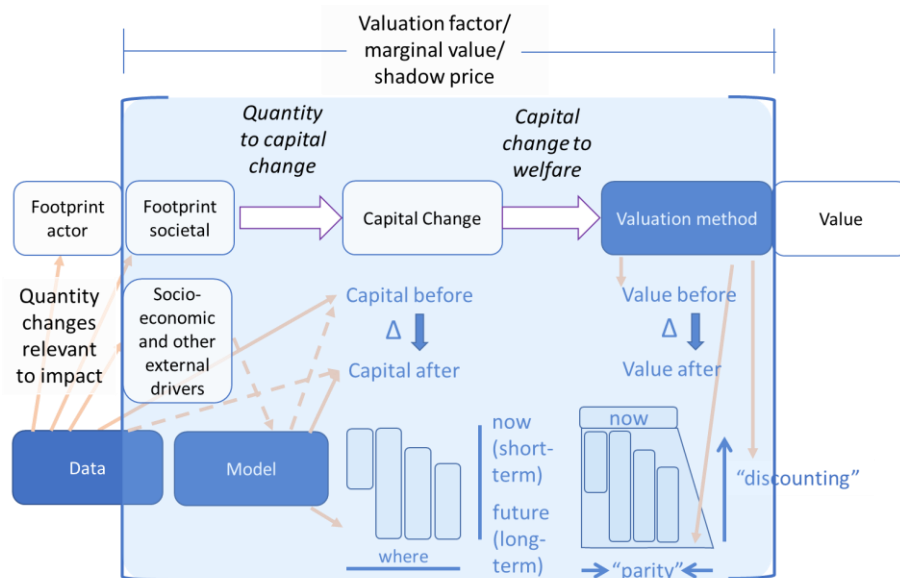 Valuation factor/
marginal value/
shadow price
Quantity
to capital
change
Capital
change to
welfare
Footprint
actor
Footprint
societal
Capital Change
Valuation method
Value
Quantity
changes
relevant
to impact
Socio-
economic
and other
external
drivers
Capital before
Δ
Capital after
Value before
Δ
Value after
Data
Model
now
(short-
term)
future
(long-
term)
where
now
"discounting"
"parity"